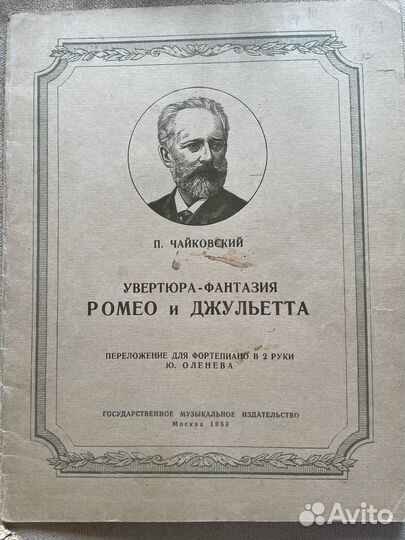 П. ЧАЙКОВСКИЙ
УВЕРТЮРА-ФАНТАЗИЯ
РОМЕО и ДЖУЛЬЕТТА
ПЕРЕЛОЖЕНИЕ ДЛЯ ФОРТЕПИАНО В 2 РУКИ
Ю. ОЛЕНЕВА
ГОСУДАРСТВЕННОЕ МУЗЫКАЛЬНОЕ ИЗДАТЕЛЬСТВО
Москва 1953
Avito